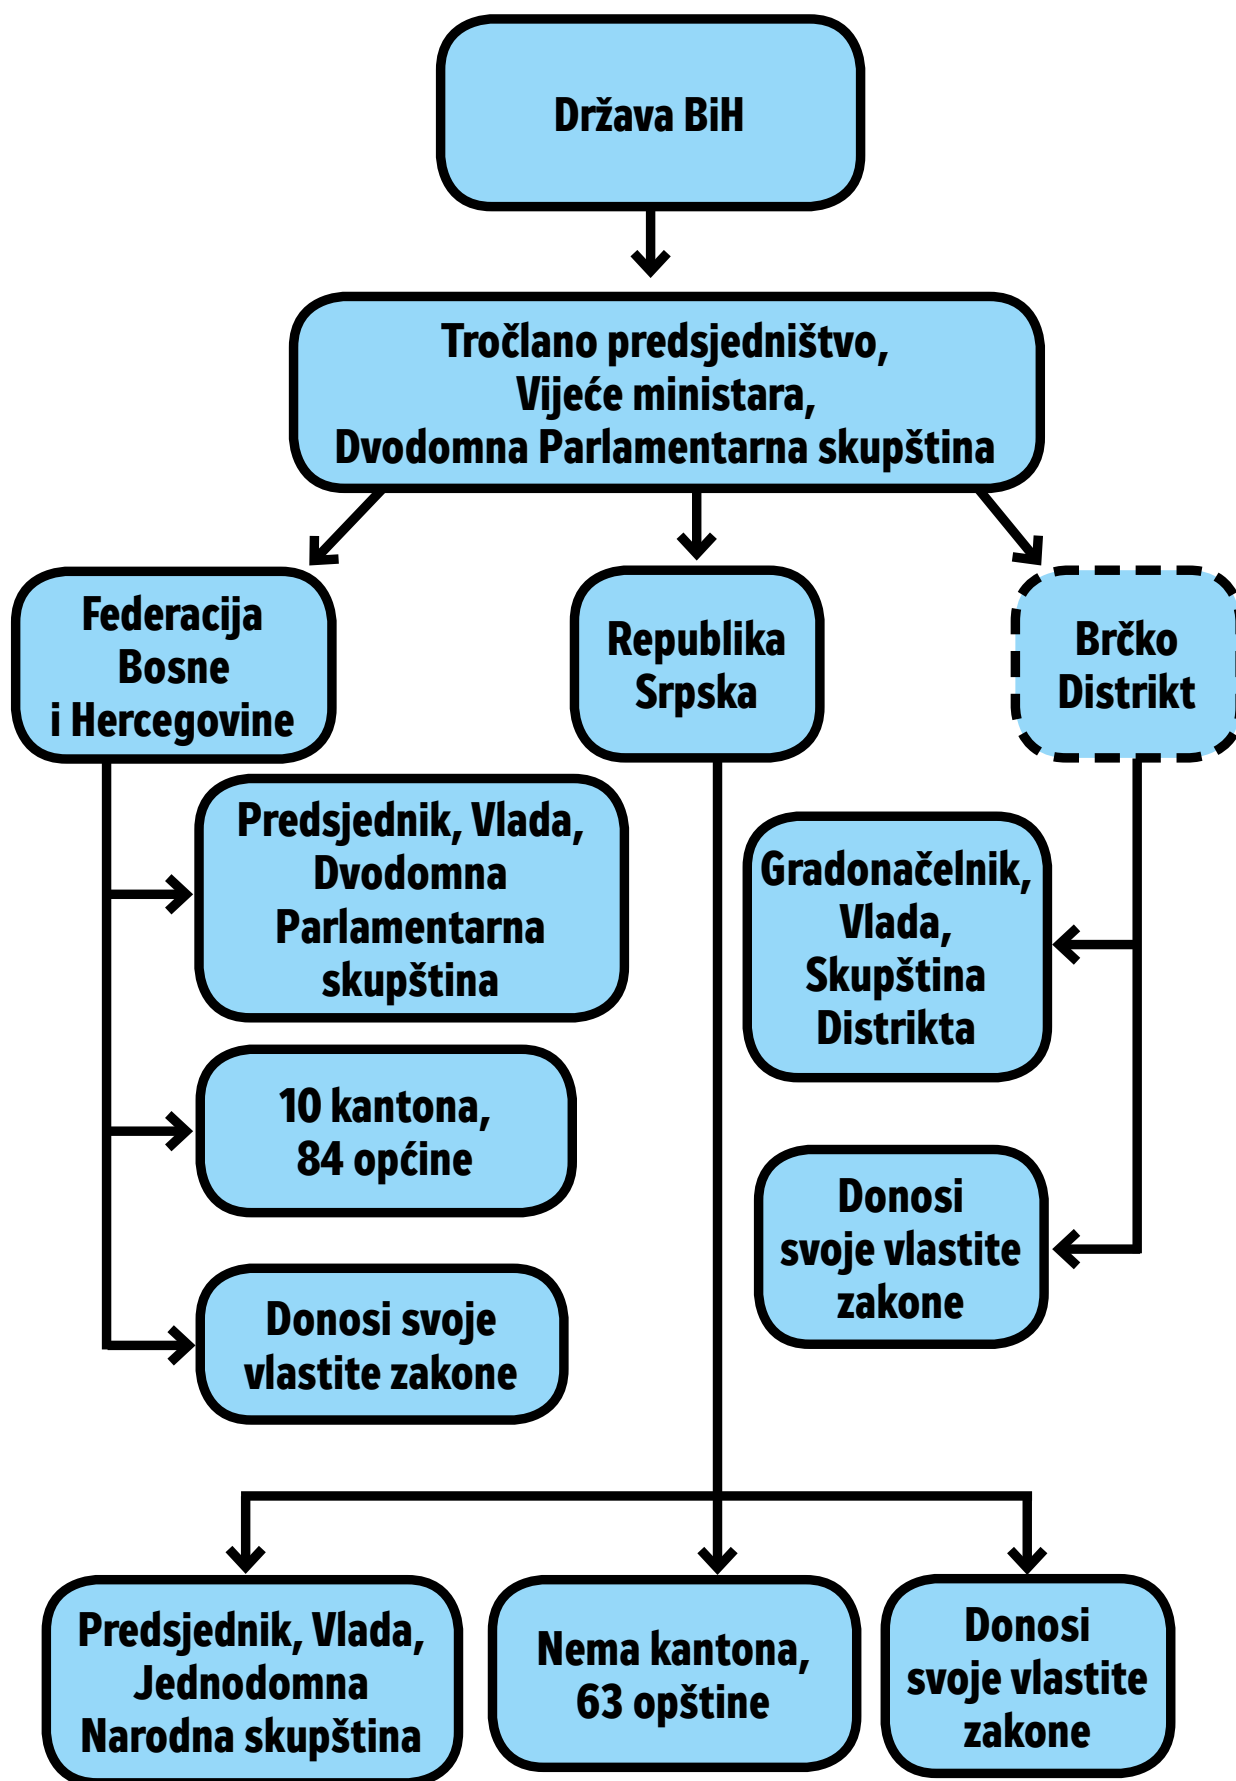 Država BiH
Tročlano predsjedništvo,
Vijeće ministara,
Dvodomna Parlamentarna skupština
Federacija
Bosne
i Hercegovine
Republika
Srpska
Brčko
Distrikt
Predsjednik, Vlada,
Dvodomna
Parlamentarna
skupština
Gradonačelnik,
Vlada,
Skupština
Distrikta
10 kantona,
84 općine
Donosi
svoje vlastite
zakone
Donosi svoje
vlastite zakone
Predsjednik, Vlada,
Jednodomna
Narodna skupština
Nema kantona,
63 opštine
Donosi
svoje vlastite
zakone